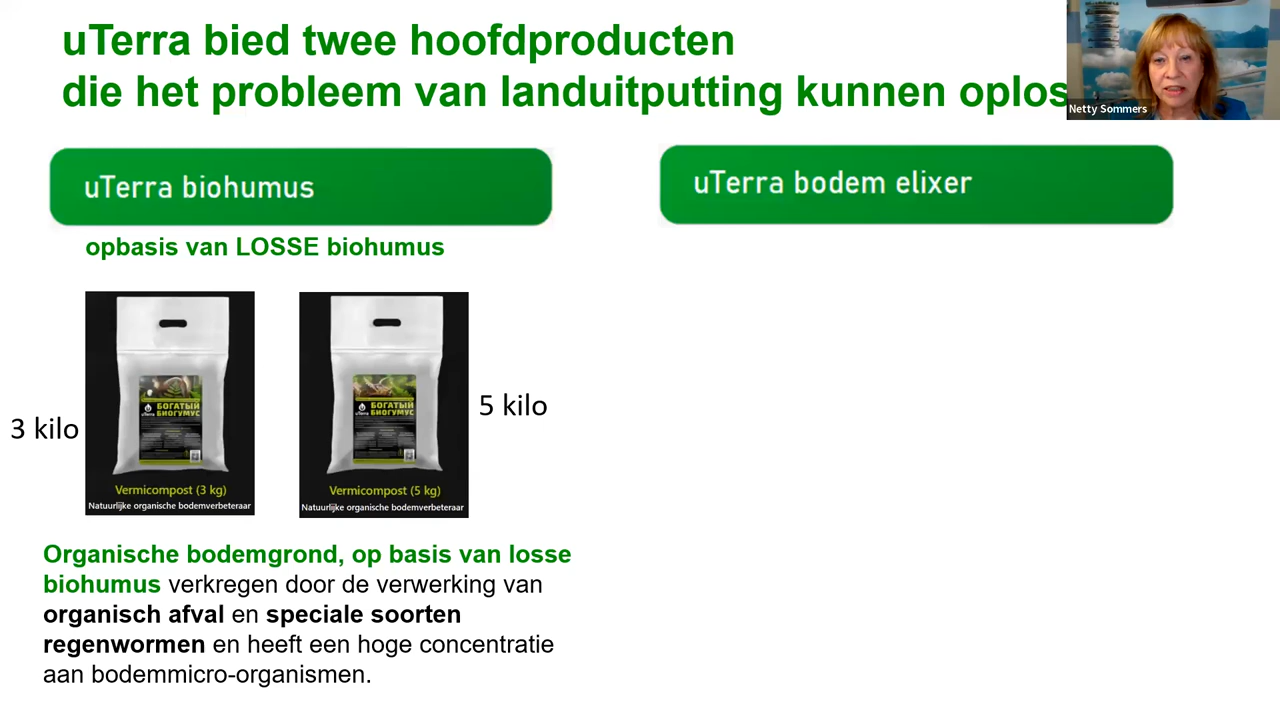 uTerra bied twee hoofdproducten
die het probleem van landuitputting kunnen oplos
Netty Sommers
uTerra biohumus
uTerra bodem elixer
opbasis van LOSSE biohumus
3 kilo
БОГАТЫЙ
БИОГУМУС
uTerra
Vermicompost (3 kg)
Natuurlijke organische bodemverbeteraar
БОГАТЫЙ
БИОГУМУС
uTerra
Vermicompost (5 kg)
Natuurlijke organische bodemverbeteraar
5 kilo
Organische bodemgrond, op basis van losse
biohumus verkregen door de verwerking van
organisch afval en speciale soorten
regenwormen en heeft een hoge concentratie
aan bodemmicro-organismen.